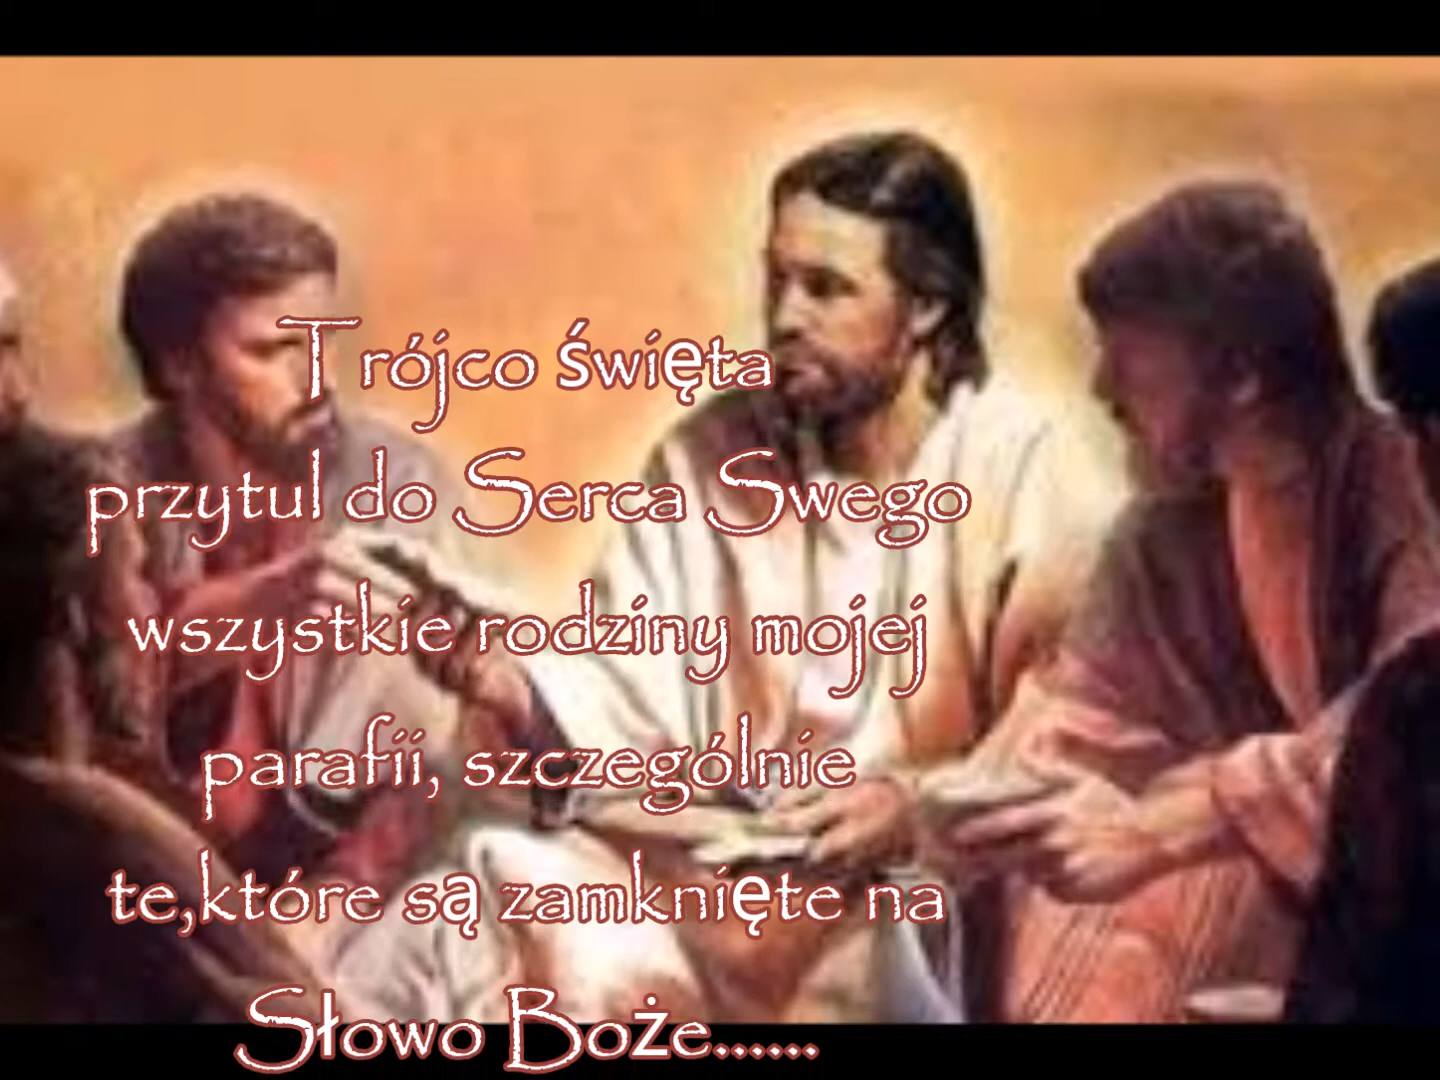 Trójco święta
przytul do Serca Swego
wszystkie rodziny mojej
parafii, szczególnie
te,które są zamknięte na
Słowo Boże......